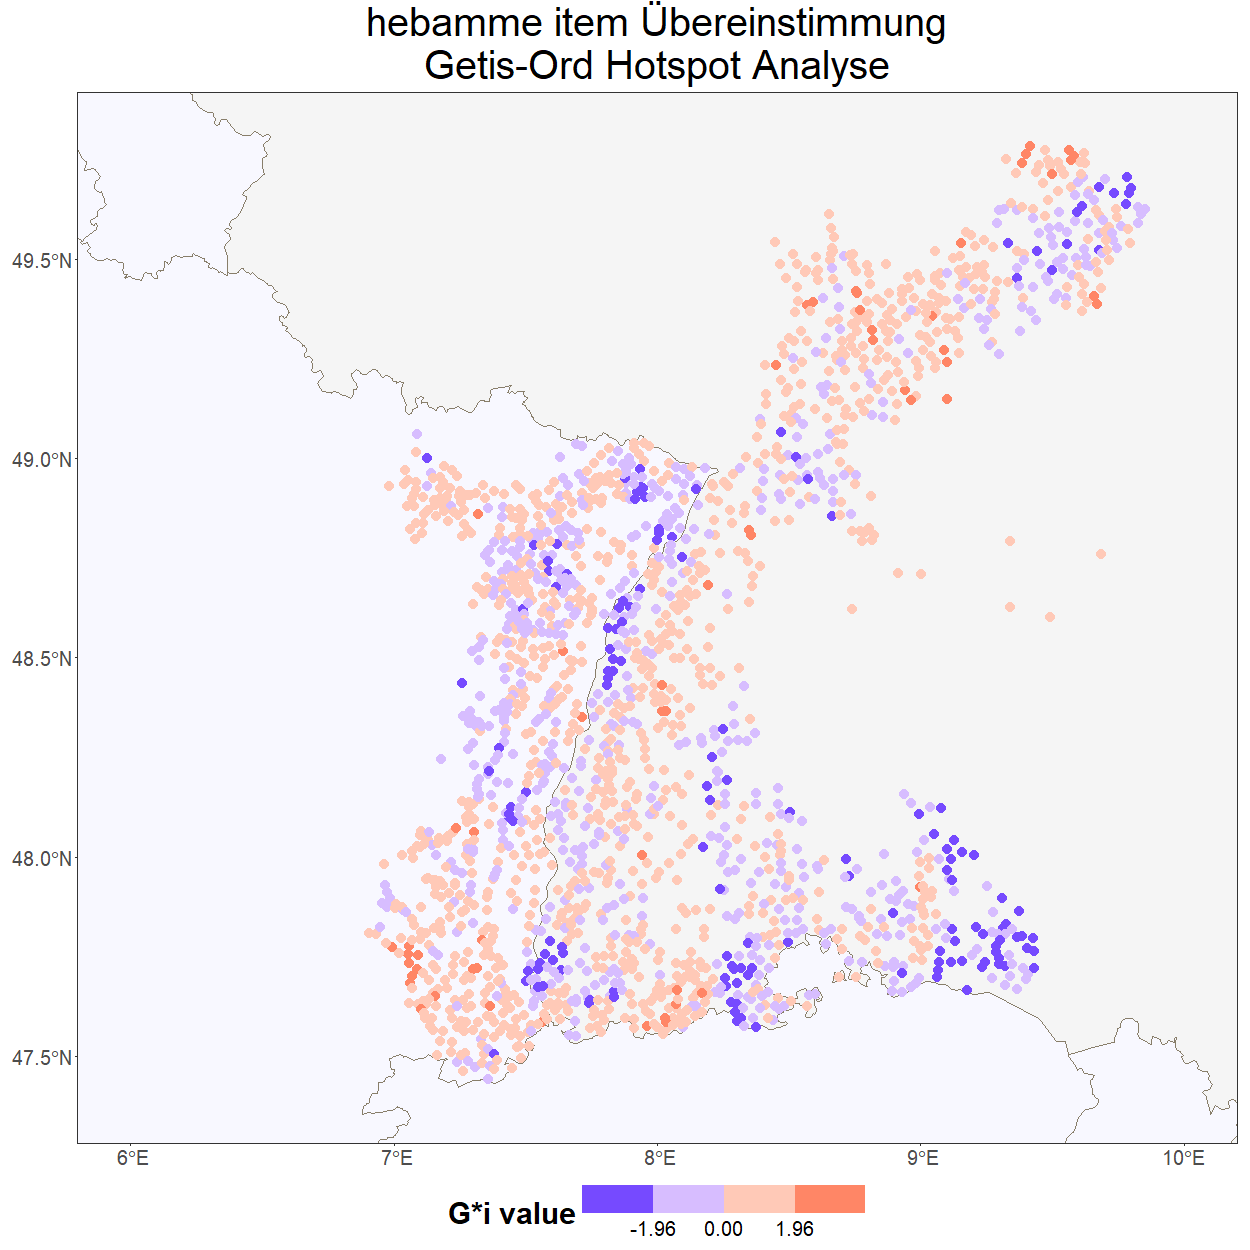 hebamme item Übereinstimmung
Getis-Ord Hotspot Analyse
49.5°N
49.0°N
48.5°N
48.0°N
47.5°N
6°E 7°E 8°E 9°E 10°E
G*i value
-1.96 0.00 1.96